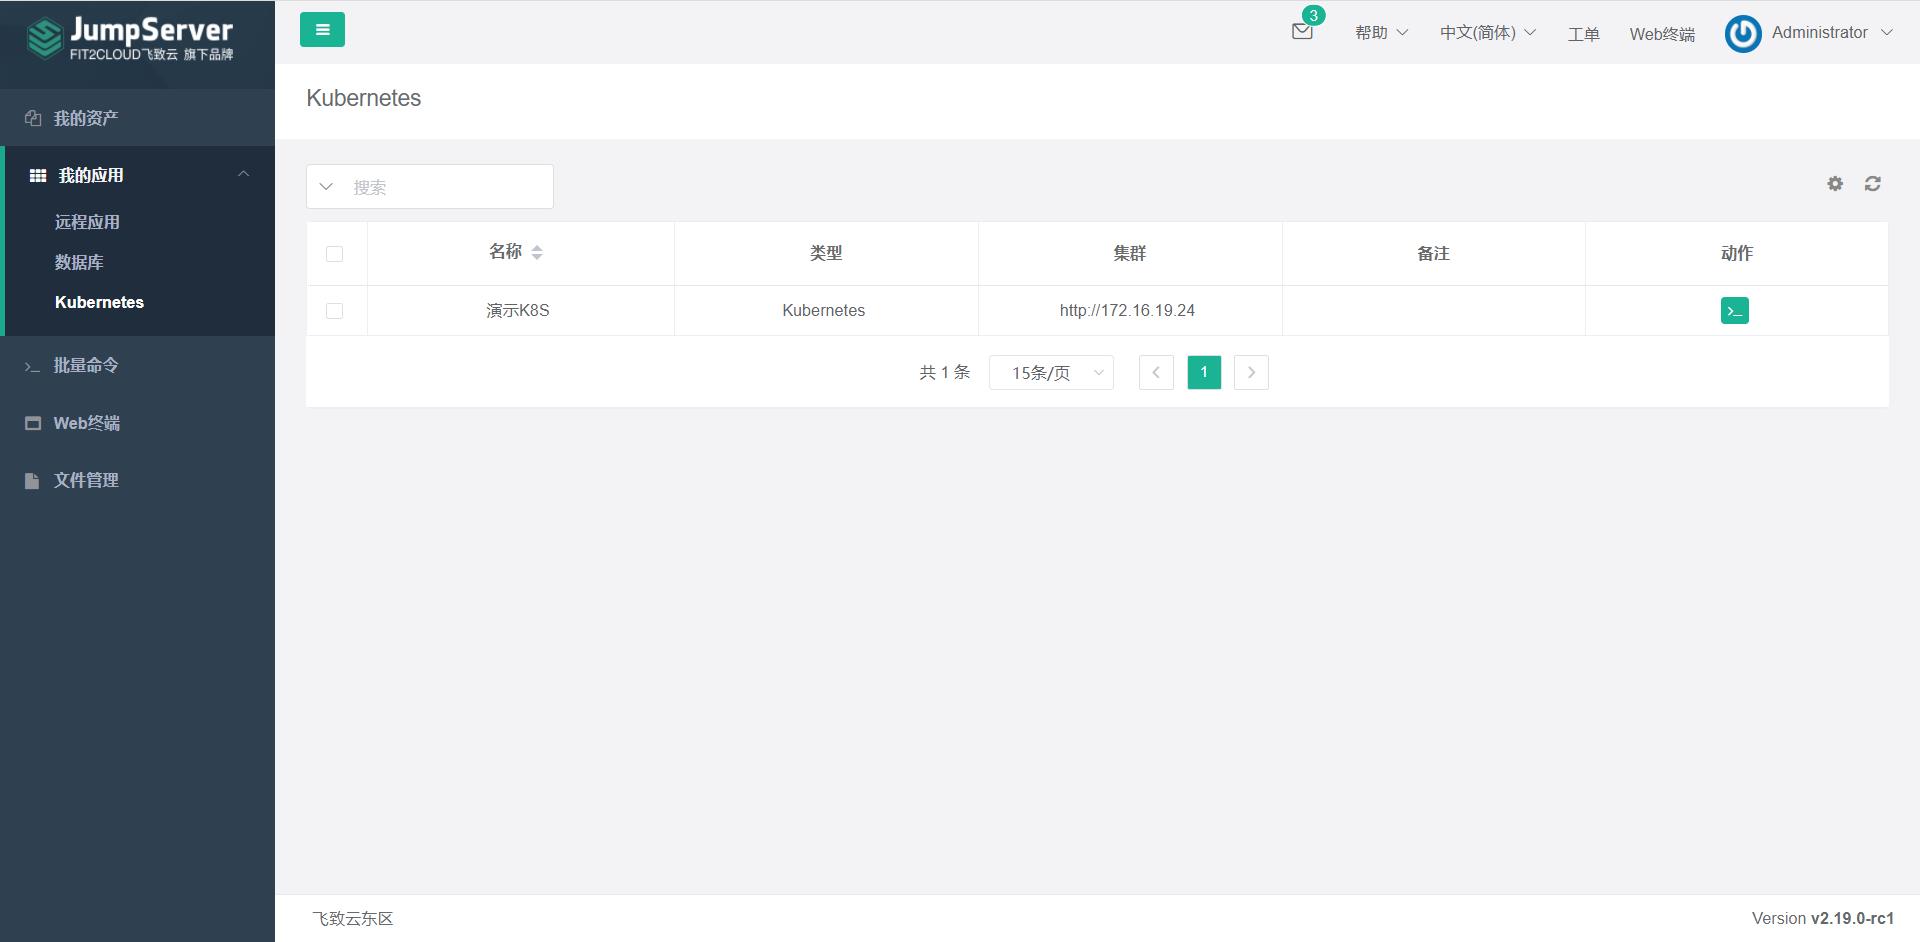 JumpServer
FIT2CLOUD飞致云 旗下品牌
3
帮助
中文(简体)
工单
Web终端
Administrator
我的资产
我的应用
远程应用
数据库
Kubernetes
批量命令
Web终端
文件管理
Kubernetes
搜索
名称 类型 集群 备注 动作
演示K8S Kubernetes http://172.16.19.24
共 1 条 15条/页 1
飞致云东区
Version v2.19.0-rc1